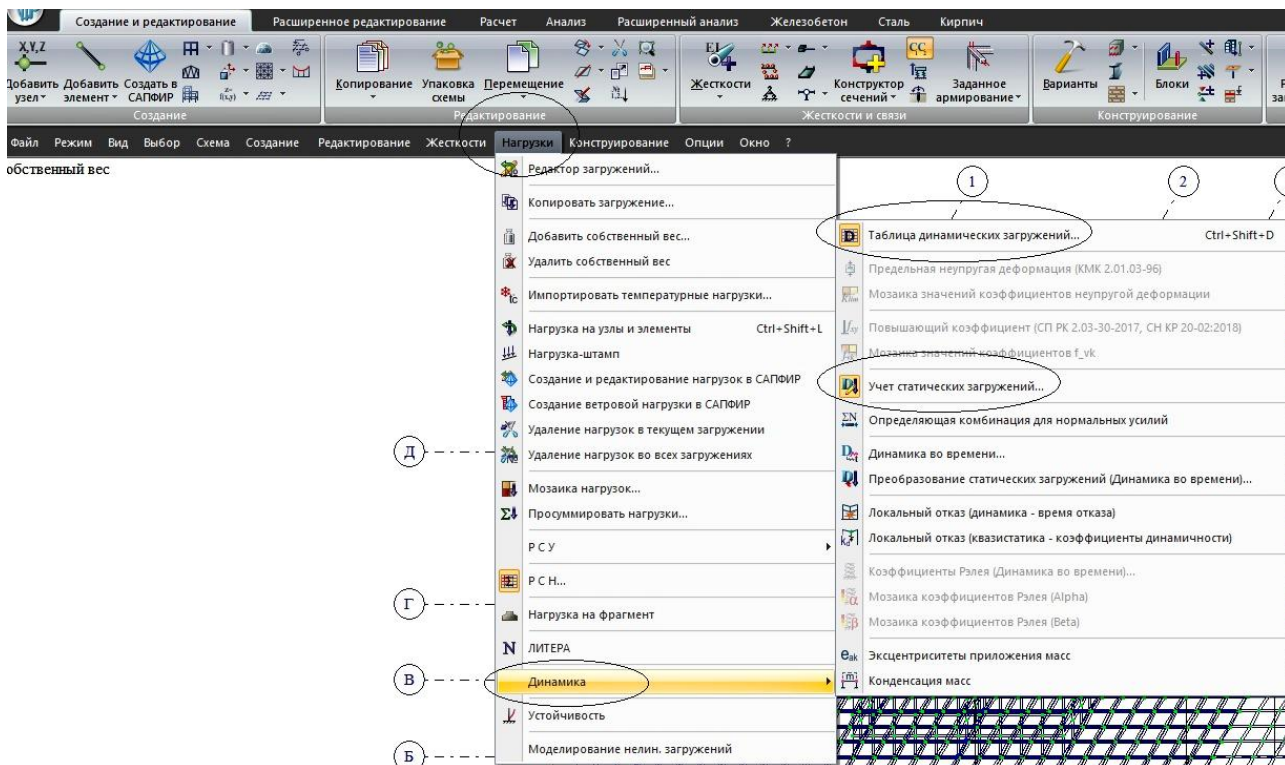 Создание и редактирование Расширенное редактирование Расчет Анализ Расширенный анализ Железобетон Сталь Кирпич
X,Y,Z
Добавить узел
Добавить элемент
Создать в САПФИР
Копирование
Упаковка схемы
Перемещение
EJ
Жесткости
Конструктор сечений
Заданное армирование
Варианты
Блоки
Создание Редактирование Жесткости и связи Конструирование
Файл Режим Вид Выбор Схема Создание Редактирование Жесткости Нагрузки Конструирование Опции Окно ?
обственный вес
1 2
Редактор загружений...
Копировать загружение...
Добавить собственный вес...
Удалить собственный вес
Импортировать температурные нагрузки...
Нагрузка на узлы и элементы Ctrl+Shift+L
Нагрузка-штамп
Создание и редактирование нагрузок в САПФИР
Создание ветровой нагрузки в САПФИР
Удаление нагрузок в текущем загружении
Удаление нагрузок во всех загружениях
Мозаика нагрузок...
Просуммировать нагрузки...
Р С У
Р С Н...
Нагрузка на фрагмент
ЛИТЕРА
Динамика
Устойчивость
Моделирование нелин. загружений
Таблица динамических загружений... Ctrl+Shift+D
Предельная неупругая деформация (КМК 2.01.03-96)
Мозаика значений коэффициентов неупругой деформации
Повышающий коэффициент (СП РК 2.03-30-2017, СН КР 20-02:2018)
Мозаика значений коэффициентов f_vk
Учет статических загружений...
Определяющая комбинация для нормальных усилий
Динамика во времени...
Преобразование статических загружений (Динамика во времени)...
Локальный отказ (динамика - время отказа)
Локальный отказ (квазистатика - коэффициенты динамичности)
Коэффициенты Рэлея (Динамика во времени)...
Мозаика коэффициентов Рэлея (Alpha)
Мозаика коэффициентов Рэлея (Beta)
Эксцентриситеты приложения масс
Конденсация масс
Д
Г
В
Б